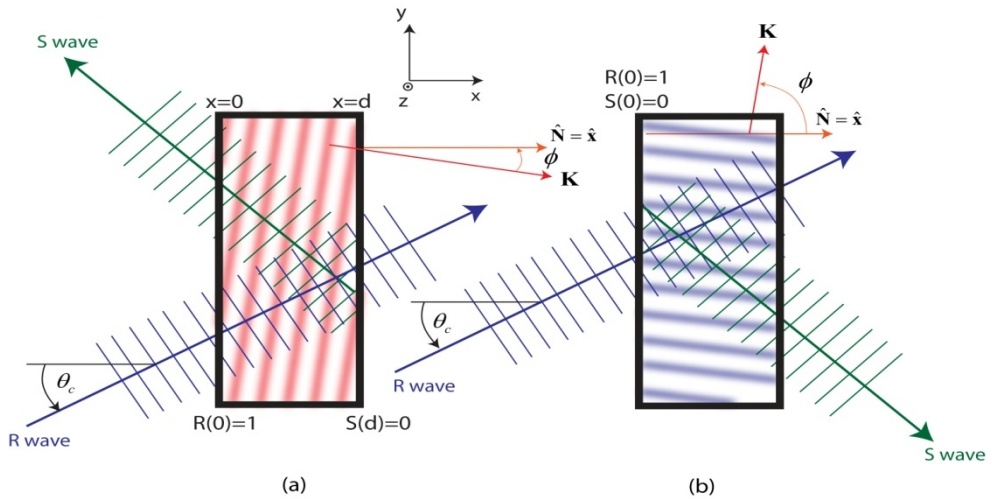 S wave
x=0
x=d
y
x
z
N̂ = x̂
ϕ
K
θc
R wave
R(0)=1
S(d)=0
(a)
K
R(0)=1
S(0)=0
ϕ
N̂ = x̂
θc
R wave
S wave
(b)